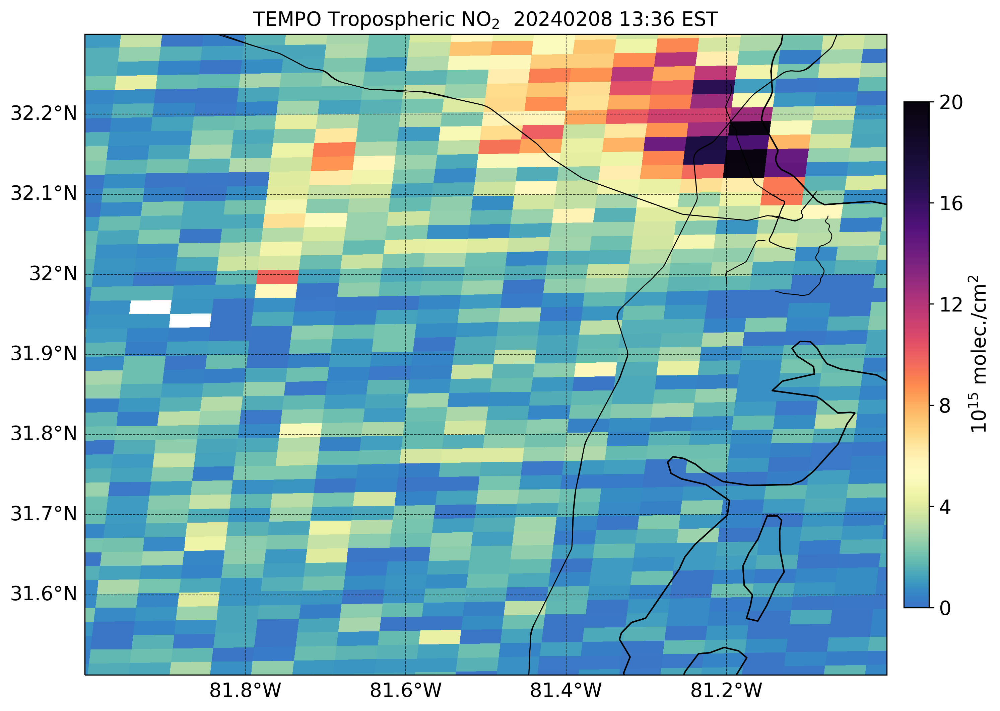 TEMPO Tropospheric NO₂ 20240208 13:36 EST
32.2°N
32.1°N
32°N
31.9°N
31.8°N
31.7°N
31.6°N
81.8°W
81.6°W
81.4°W
81.2°W
20
16
12
8
4
0
10¹⁵ molec./cm²